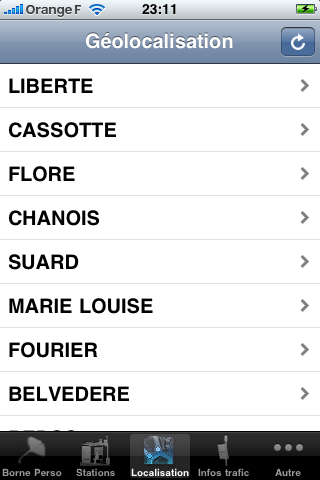 Orange F 23:11
Géolocalisation
LIBERTE
CASSOTTE
FLORE
CHANOIS
SUARD
MARIE LOUISE
FOURIER
BELVEDERE
Borne Perso Stations Localisation Infos trafic Autre